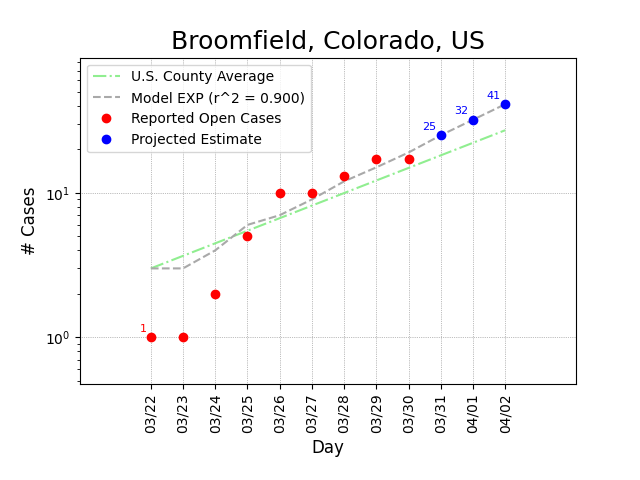 Broomfield, Colorado, US
U.S. County Average
Model EXP (r^2 = 0.900)
Reported Open Cases
Projected Estimate
# Cases
10^1
10^0
1
25
32
41
03/22
03/23
03/24
03/25
03/26
03/27
03/28
03/29
03/30
03/31
04/01
04/02
Day